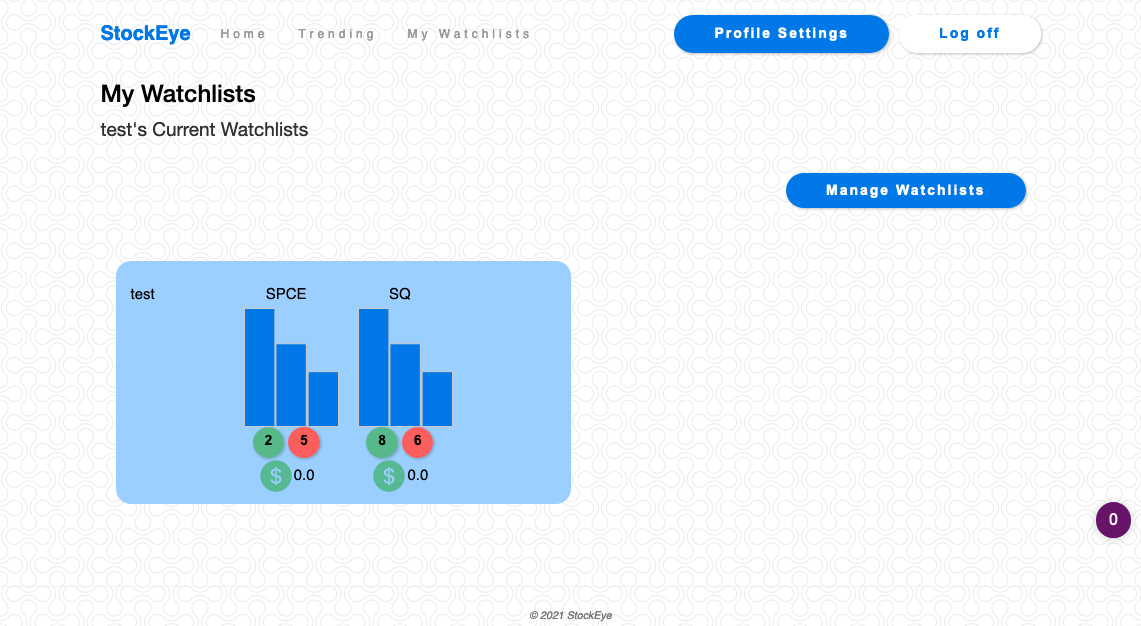 StockEye Home Trending My Watchlists Profile Settings Log off
My Watchlists
test's Current Watchlists
Manage Watchlists
test SPCE SQ
2 5 8 6
$ 0.0 $ 0.0
0
© 2021 StockEye